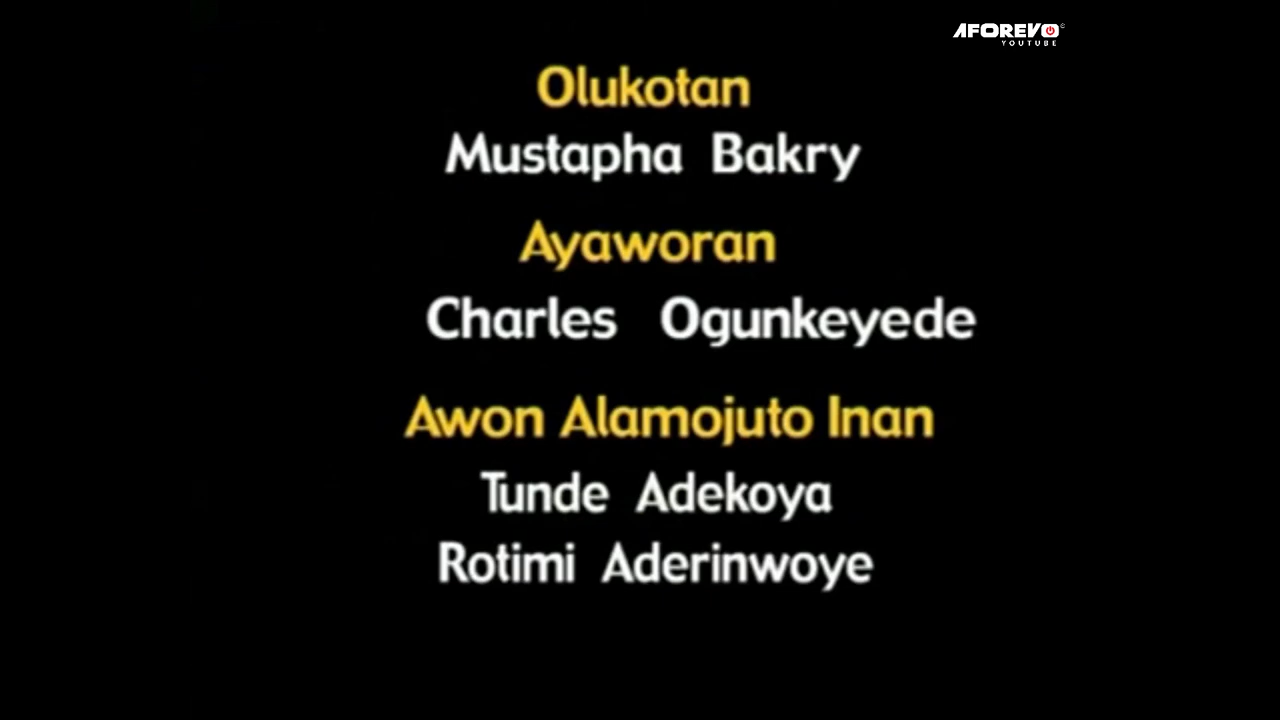 AFOREVO
YOUTUBE
Olukotan
Mustapha Bakry
Ayaworan
Charles Ogunkeyede
Awon Alamojuto Inan
Tunde Adekoya
Rotimi Aderinwoye